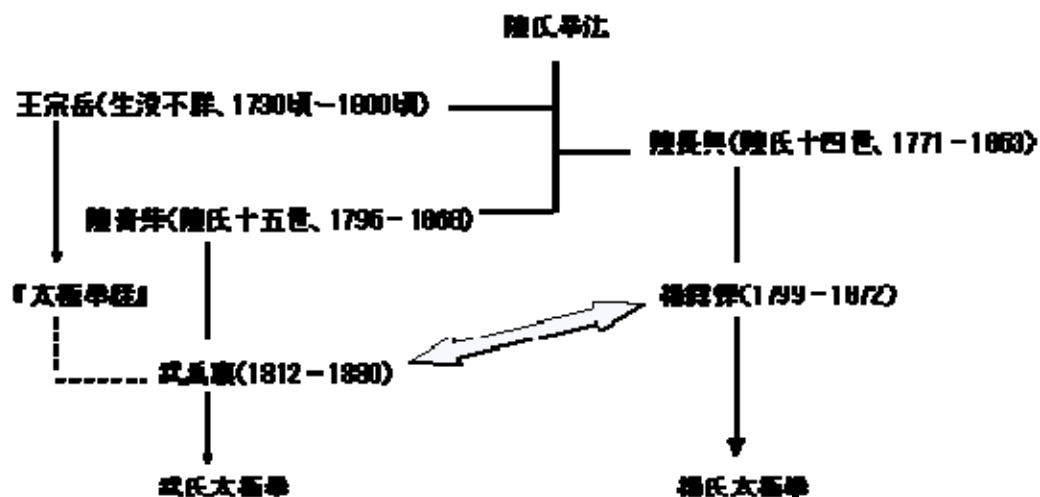 陳氏拳法
王宗岳(生没不詳、1730頃～1800頃)
陳長興(陳氏十四世、1771－1853)
陳青萍(陳氏十五世、1795－1868)
『太極拳経』
楊露禅(1799－1872)
武禹襄(1812－1880)
武氏太極拳
楊氏太極拳